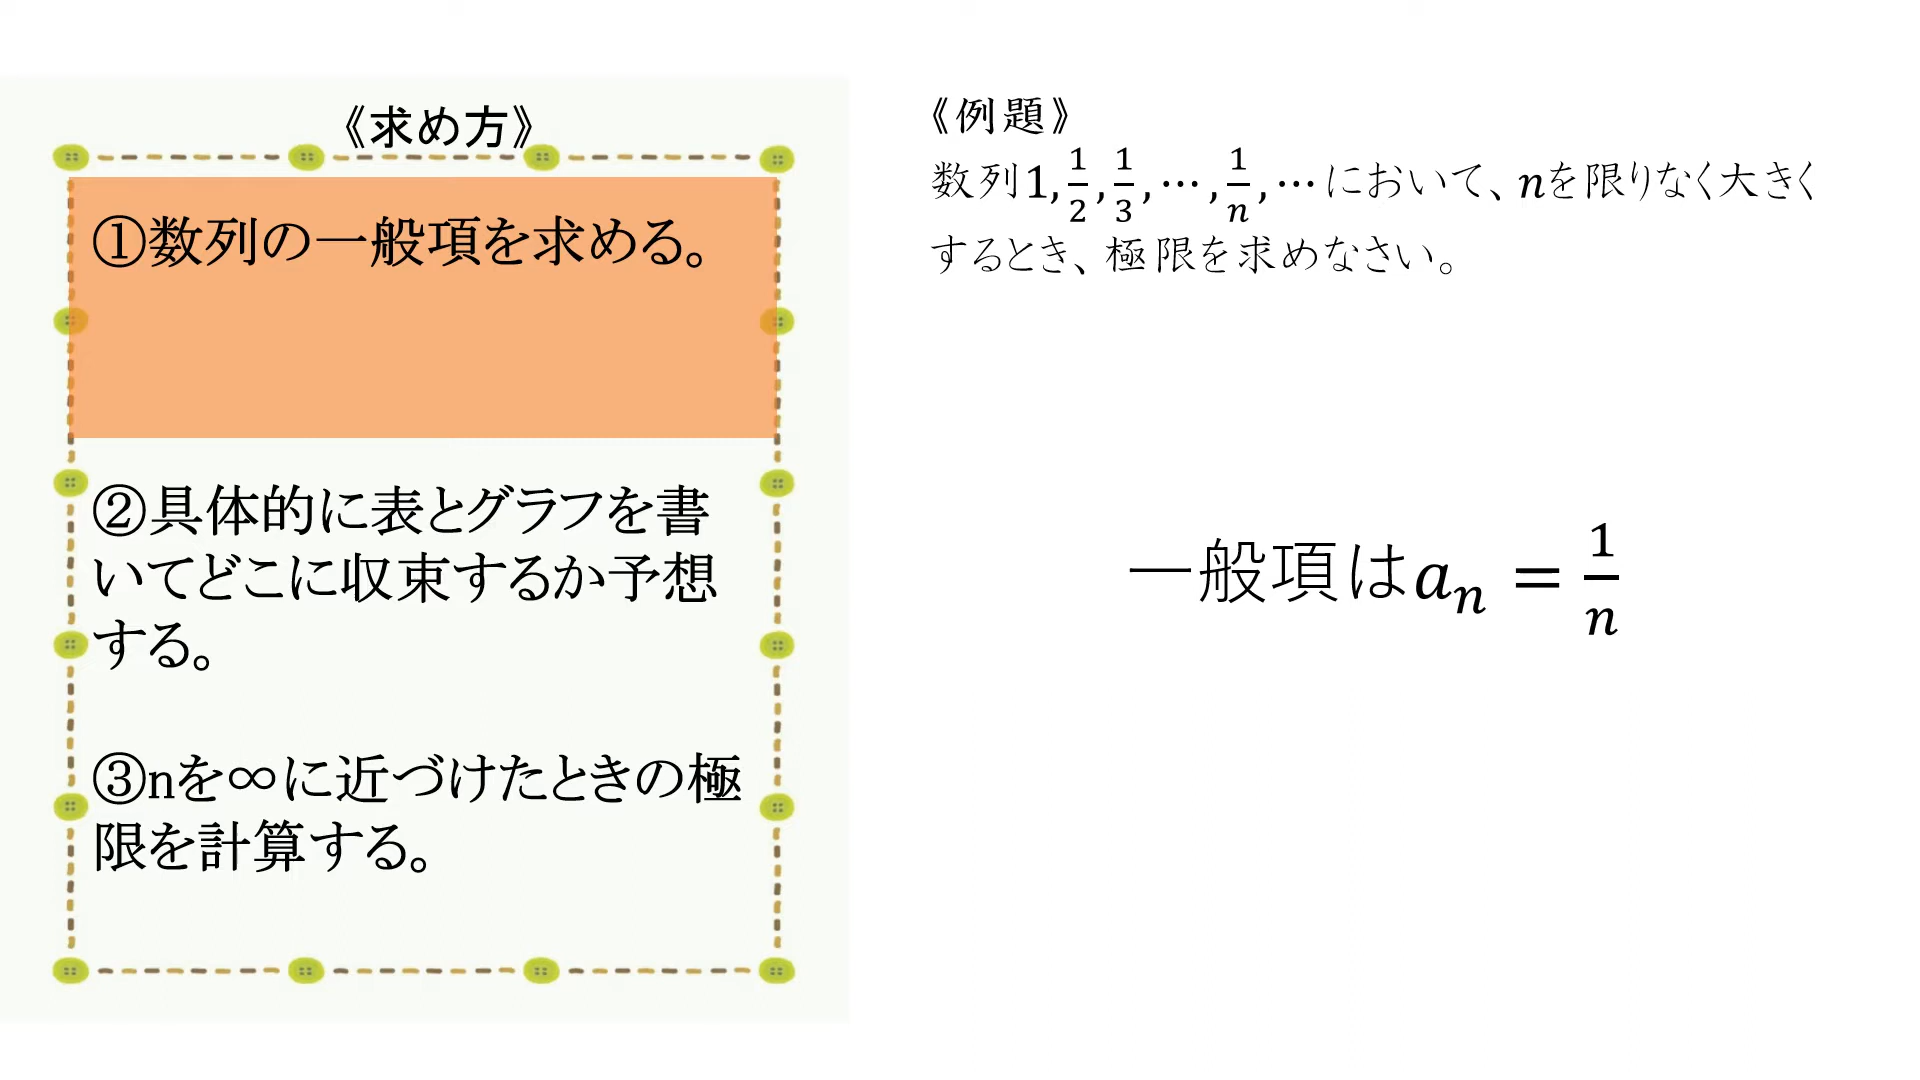 《求め方》
①数列の一般項を求める。
②具体的に表とグラフを書
いてどこに収束するか予想
する。
③nを∞に近づけたときの極
限を計算する。
《例題》
数列1, 1/2, 1/3, ⋯, 1/n, ⋯ において、nを限りなく大きく
するとき、極限を求めなさい。
一般項はaₙ = 1/n